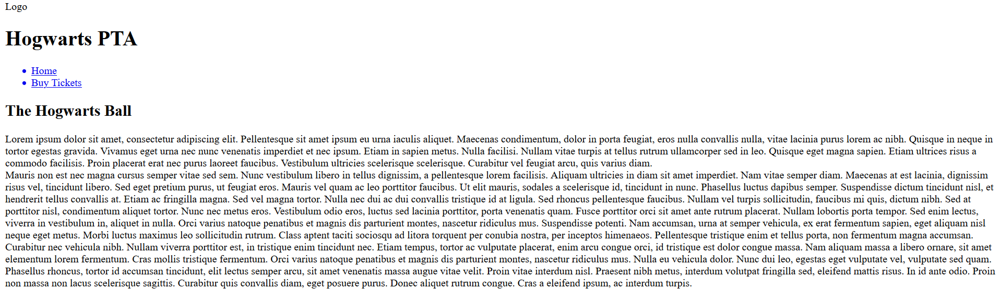 Logo
Hogwarts PTA
Home
Buy Tickets
The Hogwarts Ball
Lorem ipsum dolor sit amet, consectetur adipiscing elit. Pellentesque sit amet ipsum eu urna iaculis aliquet. Maecenas condimentum, dolor in porta feugiat, eros nulla convallis nulla, vitae lacinia purus lorem ac nibh. Quisque in neque in
tortor egestas gravida. Vivamus eget urna nec nunc venenatis imperdiet et nec ipsum. Etiam in sapien metus. Nulla facilisi. Nullam vitae turpis at tellus rutrum ullamcorper sed in leo. Quisque eget magna sapien. Etiam ultrices risus a
commodo facilisis. Proin placerat erat nec purus laoreet faucibus. Vestibulum ultricies scelerisque scelerisque. Curabitur vel feugiat arcu, quis varius diam.
Mauris non est nec magna cursus semper vitae sed sem. Nunc vestibulum libero in tellus dignissim, a pellentesque lorem facilisis. Aliquam ultricies in diam sit amet imperdiet. Nam vitae semper diam. Maecenas at est lacinia, dignissim
risus vel, tincidunt libero. Sed eget pretium purus, ut feugiat eros. Mauris vel quam ac leo porttitor faucibus. Ut elit mauris, sodales a scelerisque id, tincidunt in nunc. Phasellus luctus dapibus semper. Suspendisse dictum tincidunt nisl, et
hendrerit tellus convallis at. Etiam ac fringilla magna. Sed vel magna tortor. Nulla nec dui ac dui convallis tristique id at ligula. Sed rhoncus pellentesque faucibus. Nullam vel turpis sollicitudin, faucibus mi quis, dictum nibh. Sed at
porttitor nisl, condimentum aliquet tortor. Nunc nec metus eros. Vestibulum odio eros, luctus sed lacinia porttitor, porta venenatis quam. Fusce porttitor orci sit amet ante rutrum placerat. Nullam lobortis porta tempor. Sed enim lectus,
viverra in vestibulum in, aliquet in nulla. Orci varius natoque penatibus et magnis dis parturient montes, nascetur ridiculus mus. Suspendisse potenti. Nam accumsan, urna at semper vehicula, ex erat fermentum sapien, eget aliquam nisl
neque eget metus. Morbi luctus maximus leo sollicitudin rutrum. Class aptent taciti sociosqu ad litora torquent per conubia nostra, per inceptos himenaeos. Pellentesque tristique enim et tellus porta, non fermentum magna accumsan.
Curabitur nec vehicula nibh. Nullam viverra porttitor est, in tristique enim tincidunt nec. Etiam tempus, tortor ac vulputate placerat, enim arcu congue orci, id tristique est dolor congue massa. Nam aliquam massa a libero ornare, sit amet
elementum lorem fermentum. Cras mollis tristique fermentum. Orci varius natoque penatibus et magnis dis parturient montes, nascetur ridiculus mus. Nulla eu vehicula dolor. Nunc dui leo, egestas eget vulputate vel, vulputate sed quam.
Phasellus rhoncus, tortor id accumsan tincidunt, elit lectus semper arcu, sit amet venenatis massa augue vitae velit. Proin vitae interdum nisl. Praesent nibh metus, interdum volutpat fringilla sed, eleifend mattis risus. In id ante odio. Proin
non massa non lacus scelerisque sagittis. Curabitur quis convallis diam, eget posuere purus. Donec aliquet rutrum congue. Cras a eleifend ipsum, ac interdum turpis.